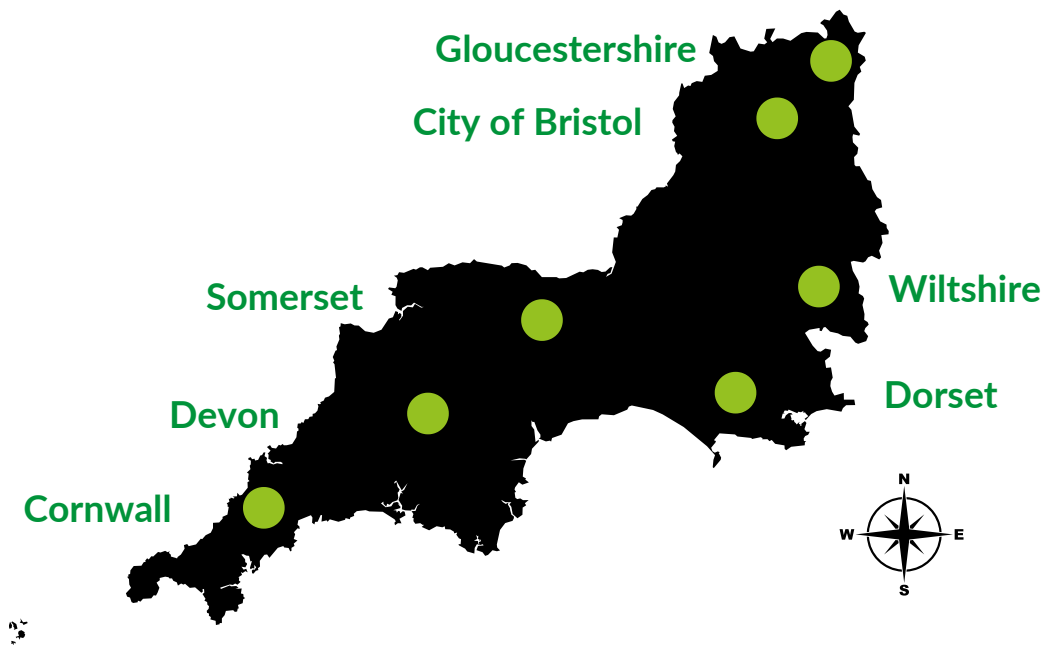 Gloucestershire
City of Bristol
Somerset
Wiltshire
Devon
Dorset
Cornwall
N
W
E
S